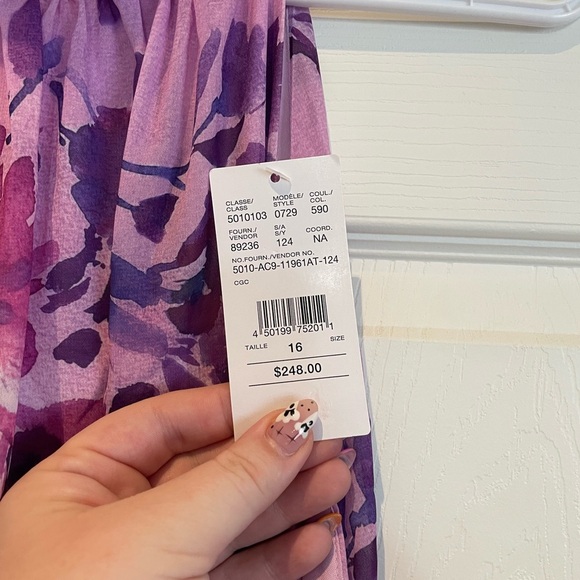 CLASSE/ MODÈLE/ COUL./
CLASS STYLE COL.
5010103 0729 590
FOURN./ S/A COORD.
VENDOR S/Y
89236 124 NA
NO.FOURN./VENDOR NO.
5010-AC9-11961AT-124
CGC
4 50199 75201 1
TAILLE 16 SIZE
$248.00